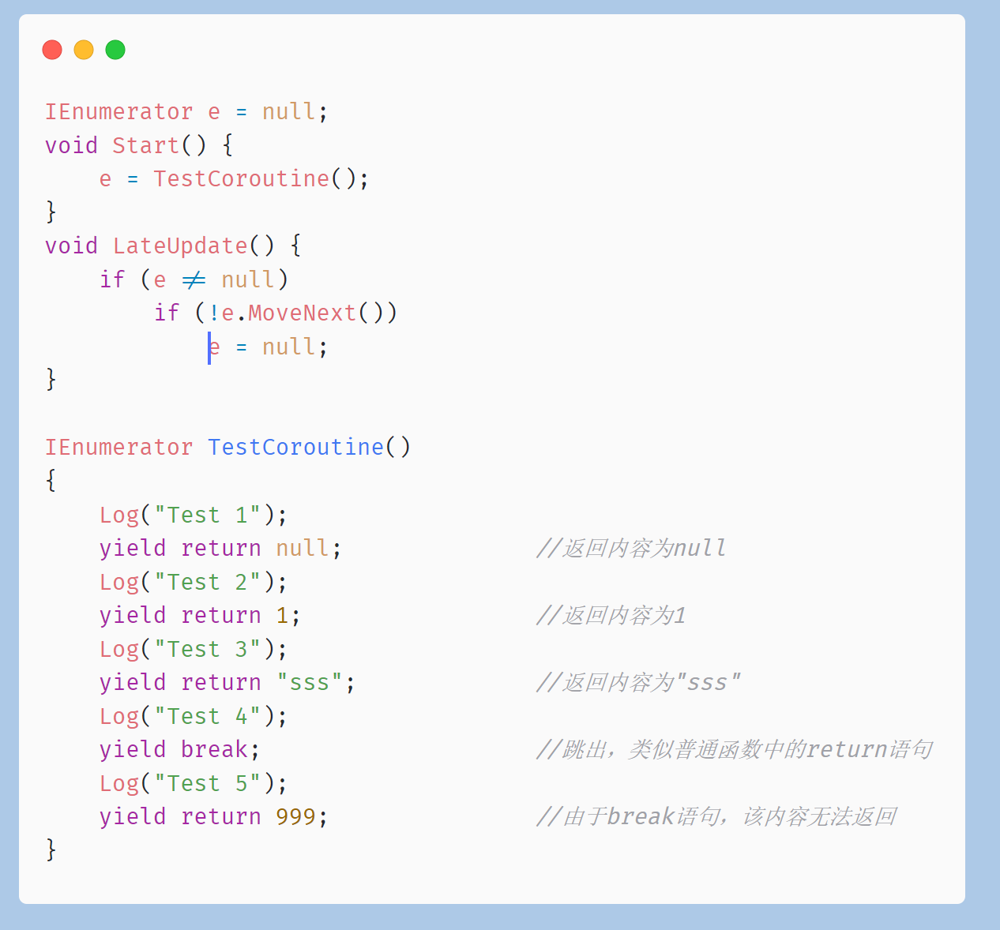 IEnumerator e = null;
void Start() {
    e = TestCoroutine();
}
void LateUpdate() {
    if (e != null)
        if (!e.MoveNext())
            e = null;
}

IEnumerator TestCoroutine()
{
    Log("Test 1");
    yield return null;              //返回内容为null
    Log("Test 2");
    yield return 1;                 //返回内容为1
    Log("Test 3");
    yield return "sss";             //返回内容为"sss"
    Log("Test 4");
    yield break;                    //跳出，类似普通函数中的return语句
    Log("Test 5");
    yield return 999;               //由于break语句，该内容无法返回
}